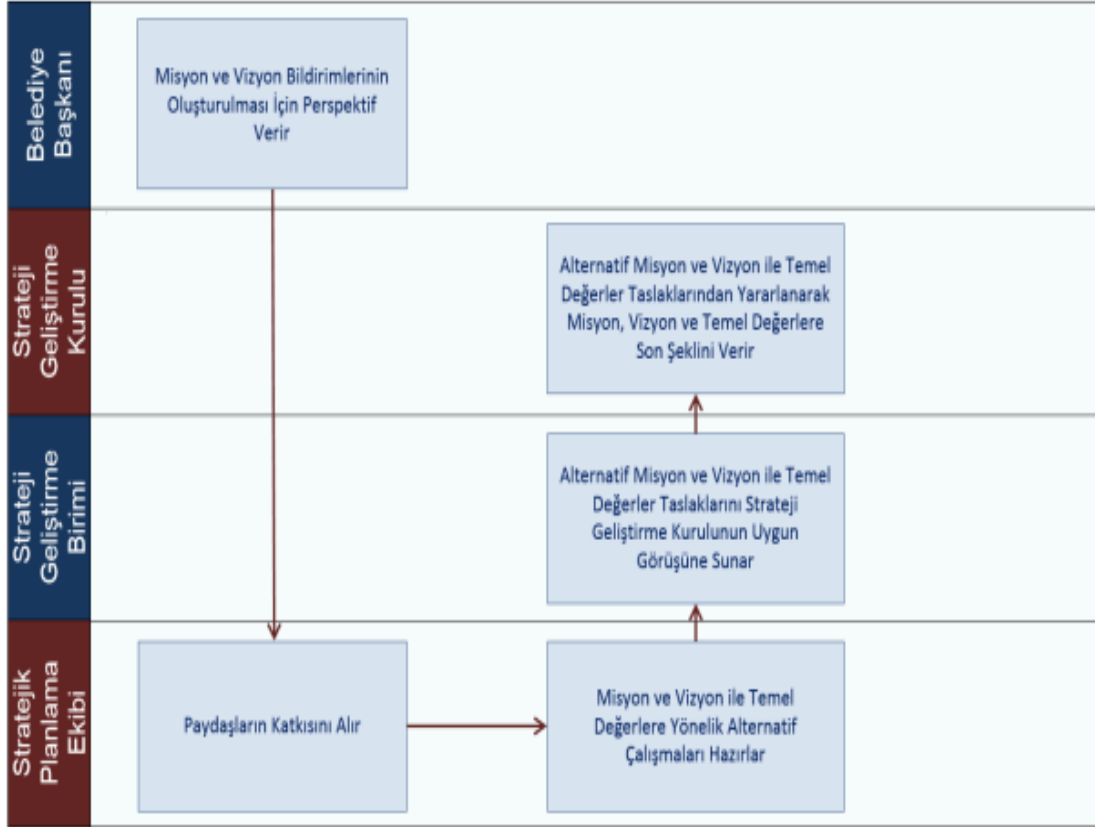 Belediye
Başkanı
Misyon ve Vizyon Bildirimlerinin
Oluşturulması İçin Perspektif
Verir
Strateji
Geliştirme
Kurulu
Alternatif Misyon ve Vizyon ile Temel
Değerler Taslaklarından Yararlanarak
Misyon, Vizyon ve Temel Değerlere
Son Şeklini Verir
Strateji
Geliştirme
Birimi
Alternatif Misyon ve Vizyon ile Temel
Değerler Taslaklarını Strateji
Geliştirme Kurulunun Uygun
Görüşüne Sunar
Stratejik
Planlama
Ekibi
Paydaşların Katkısını Alır
Misyon ve Vizyon ile Temel
Değerlere Yönelik Alternatif
Çalışmaları Hazırlar